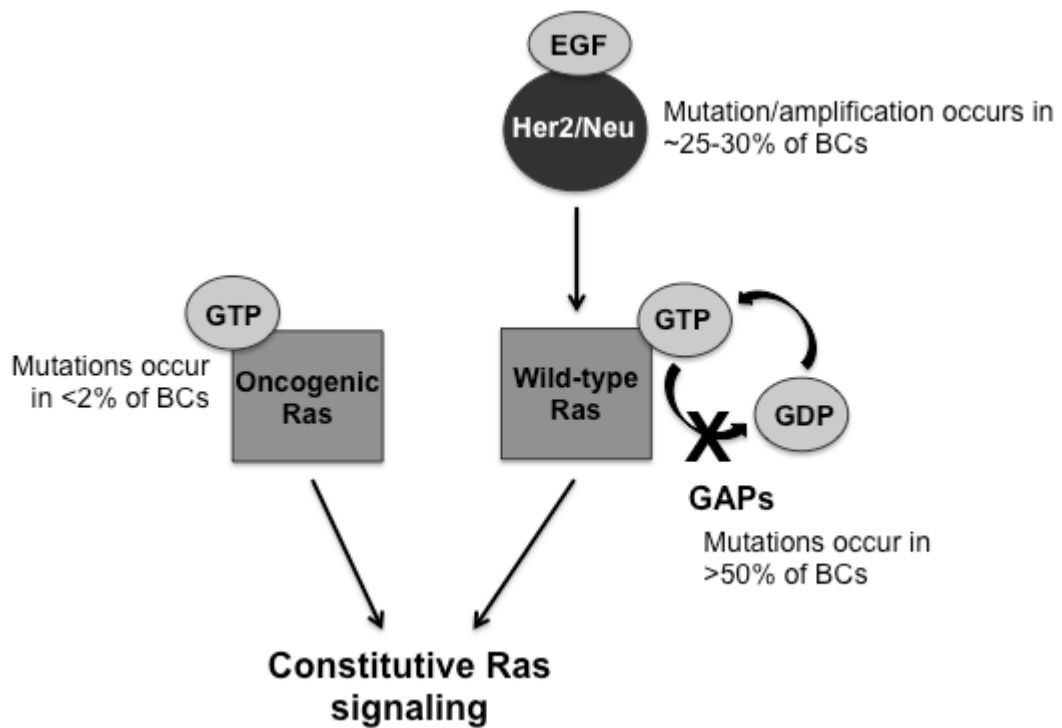 EGF
Her2/Neu
Mutation/amplification occurs in
~25-30% of BCs
GTP
Mutations occur
in <2% of BCs
Oncogenic
Ras
Wild-type
Ras
GTP
GDP
X
GAPs
Mutations occur in
>50% of BCs
Constitutive Ras
signaling